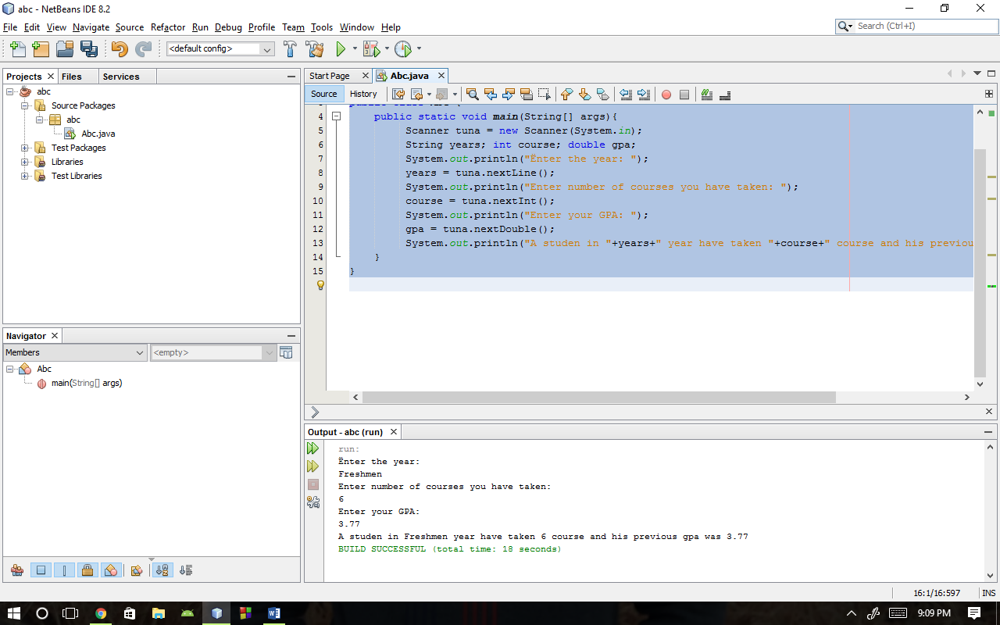 abc - NetBeans IDE 8.2
File Edit View Navigate Source Refactor Run Debug Profile Team Tools Window Help
Search (Ctrl+I)
<default config>
Projects Files Services
abc
Source Packages
abc
Abc.java
Test Packages
Libraries
Test Libraries
Navigator
Members <empty>
Abc
main(String[] args)
Start Page Abc.java
Source History
4 public static void main(String[] args){
5 Scanner tuna = new Scanner(System.in);
6 String years; int course; double gpa;
7 System.out.println("Ënter the year: ");
8 years = tuna.nextLine();
9 System.out.println("Enter number of courses you have taken: ");
10 course = tuna.nextInt();
11 System.out.println("Enter your GPA: ");
12 gpa = tuna.nextDouble();
13 System.out.println("A studen in "+years+" year have taken "+course+" course and his previou
14 }
15 }
Output - abc (run)
run:
Ënter the year:
Freshmen
Enter number of courses you have taken:
6
Enter your GPA:
3.77
A studen in Freshmen year have taken 6 course and his previous gpa was 3.77
BUILD SUCCESSFUL (total time: 18 seconds)
16:1/16:597 INS
9:09 PM